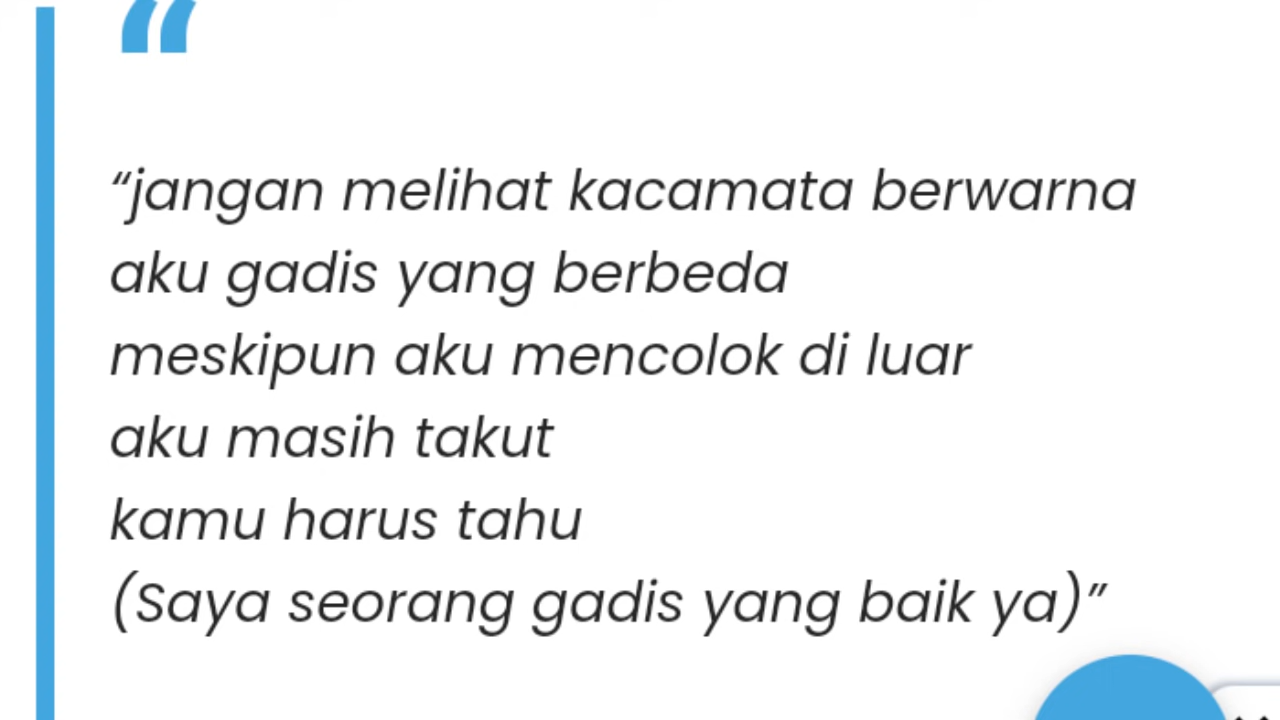 “jangan melihat kacamata berwarna
aku gadis yang berbeda
meskipun aku mencolok di luar
aku masih takut
kamu harus tahu
(Saya seorang gadis yang baik ya)”